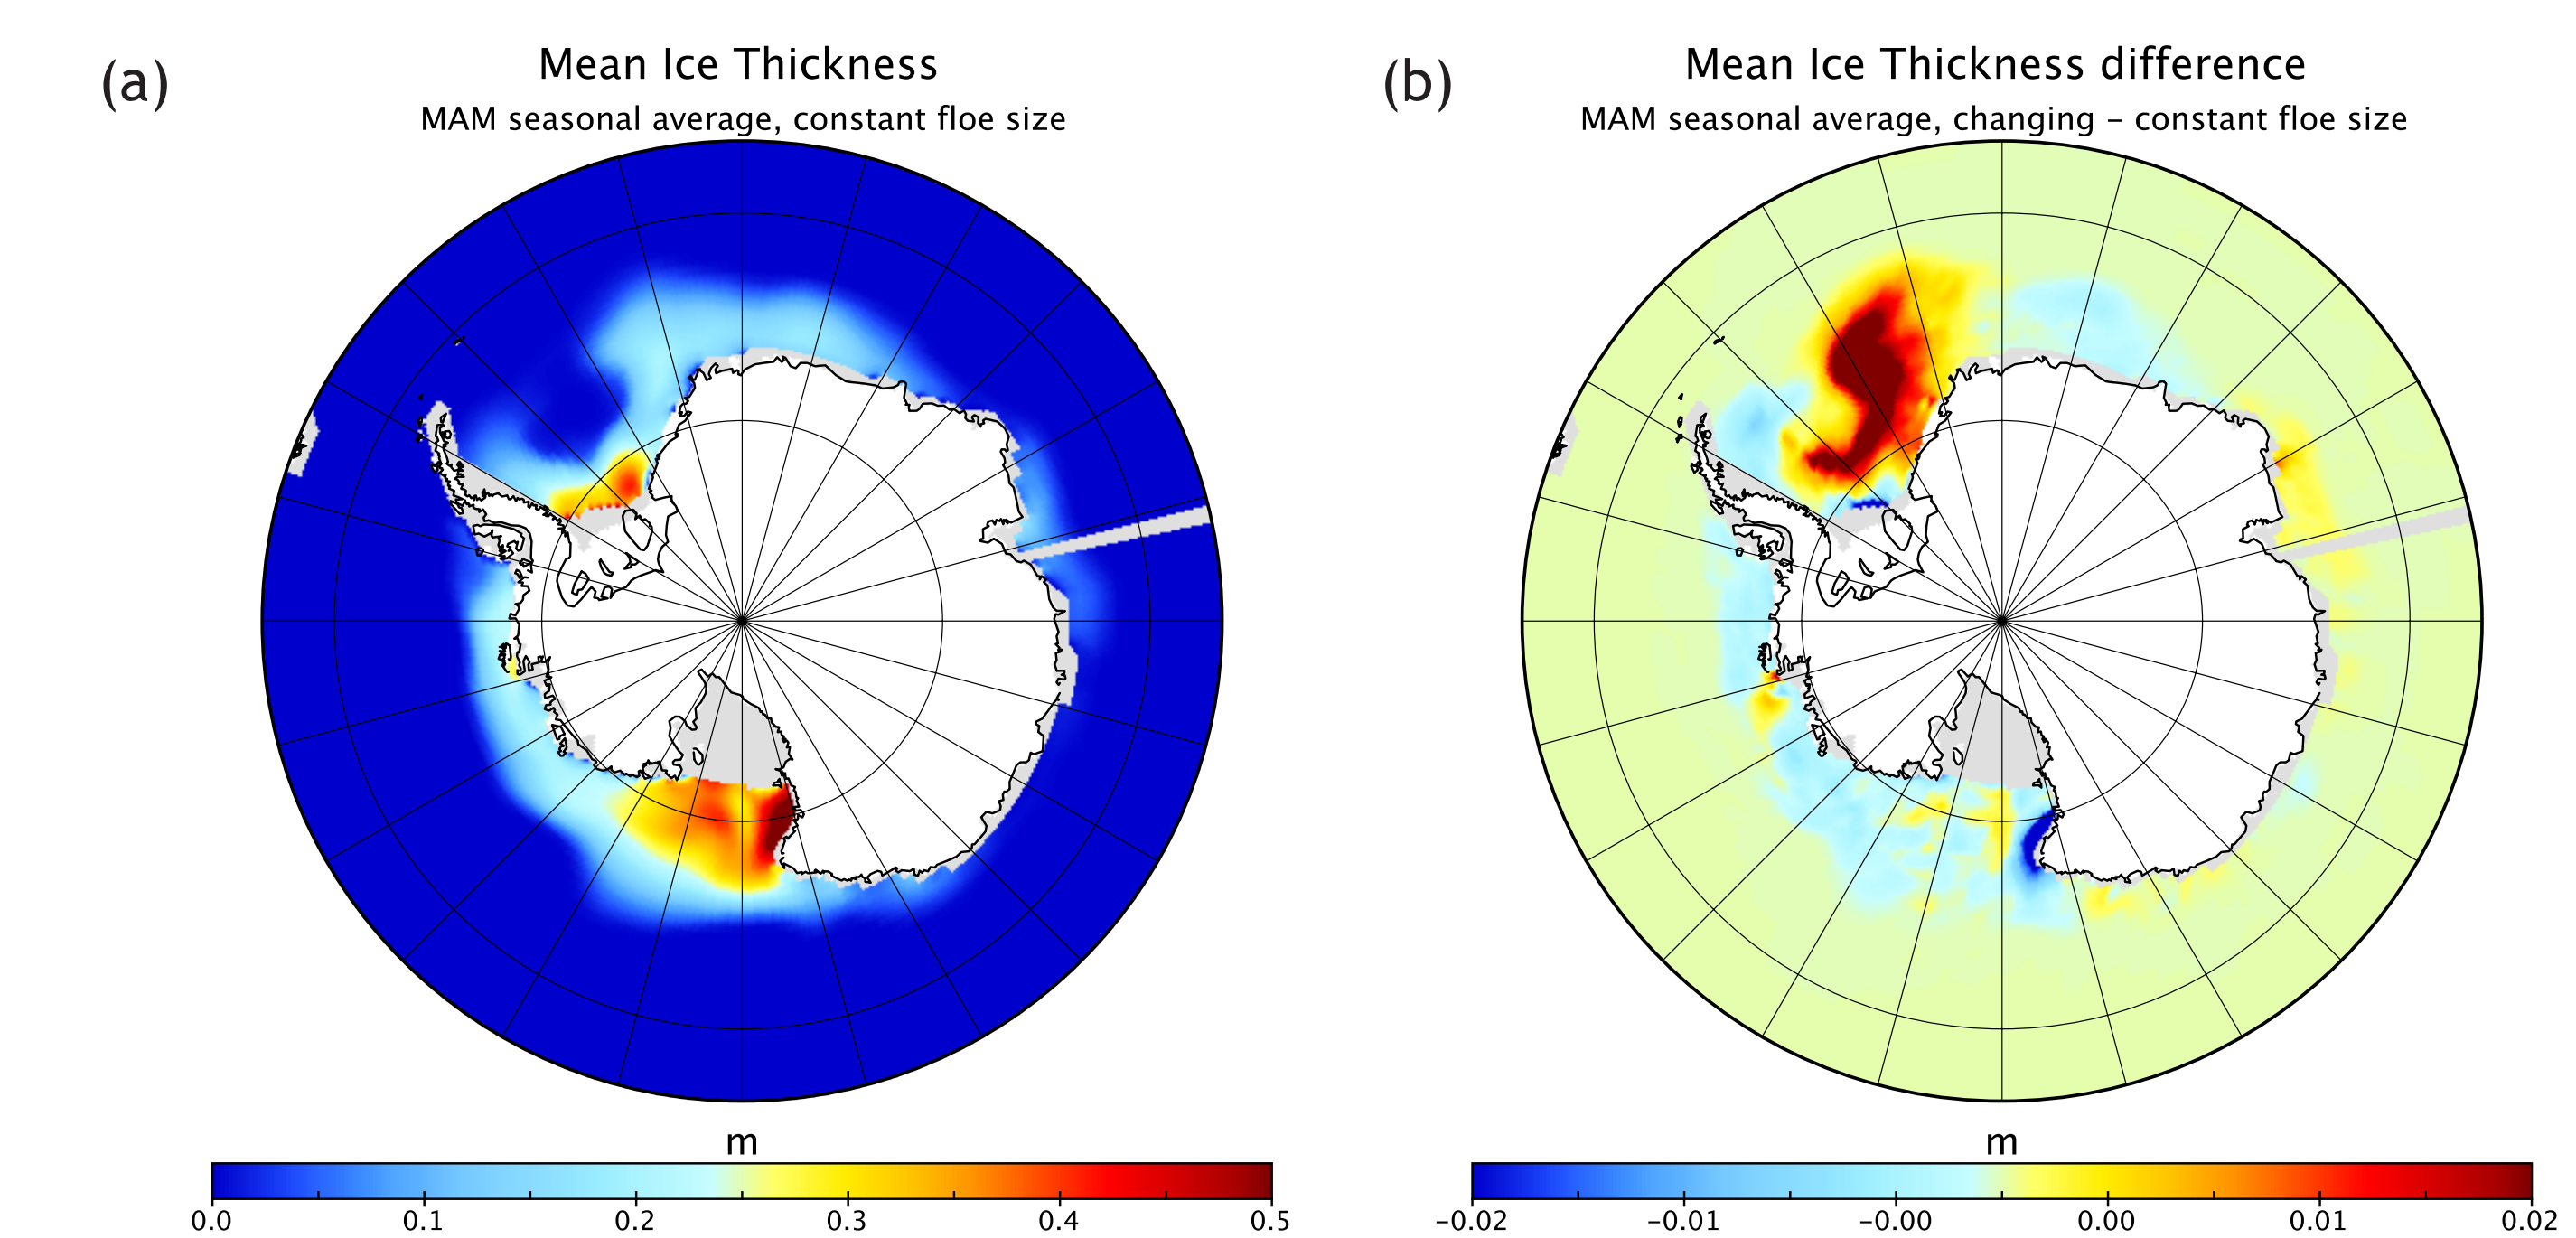 (a)
Mean Ice Thickness
MAM seasonal average, constant floe size
m
0.0 0.1 0.2 0.3 0.4 0.5
(b)
Mean Ice Thickness difference
MAM seasonal average, changing – constant floe size
m
–0.02 –0.01 –0.00 0.00 0.01 0.02